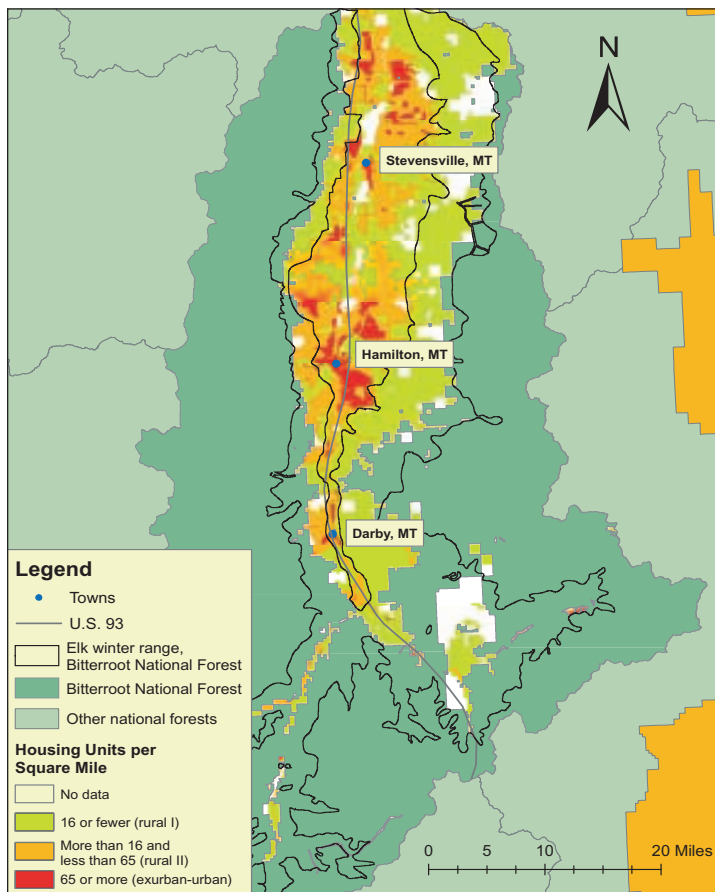 N
Stevensville, MT
Hamilton, MT
Darby, MT
Legend
Towns
U.S. 93
Elk winter range,
Bitterroot National Forest
Bitterroot National Forest
Other national forests
Housing Units per
Square Mile
No data
16 or fewer (rural I)
More than 16 and
less than 65 (rural II)
65 or more (exurban-urban)
0 5 10 20 Miles